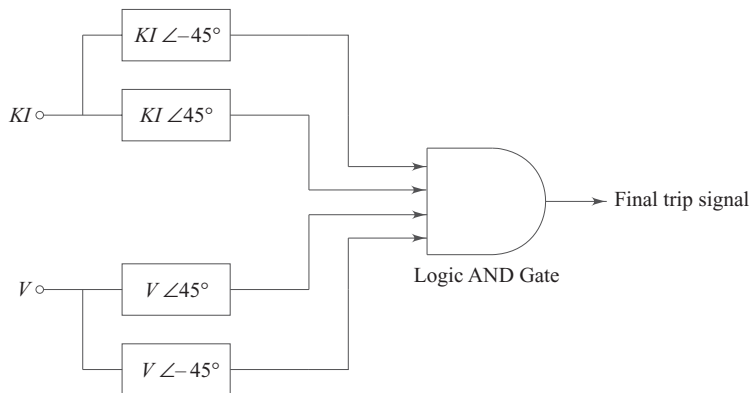 KI ∠–45°
KI
KI ∠45°
Final trip signal
Logic AND Gate
V
V ∠45°
V ∠–45°